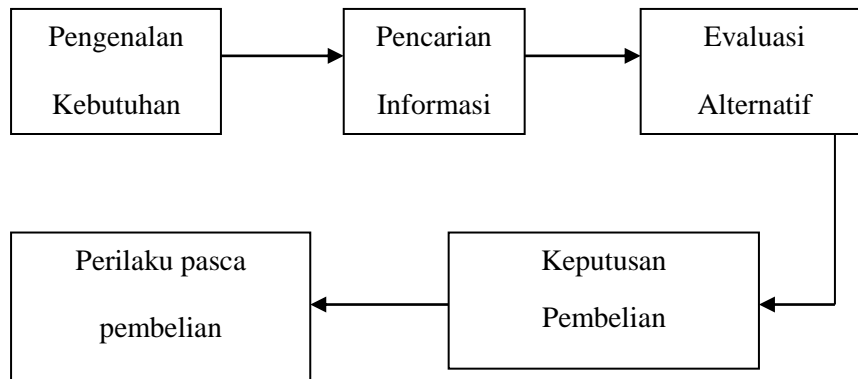 Pengenalan
Kebutuhan
Pencarian
Informasi
Evaluasi
Alternatif
Keputusan
Pembelian
Perilaku pasca
pembelian